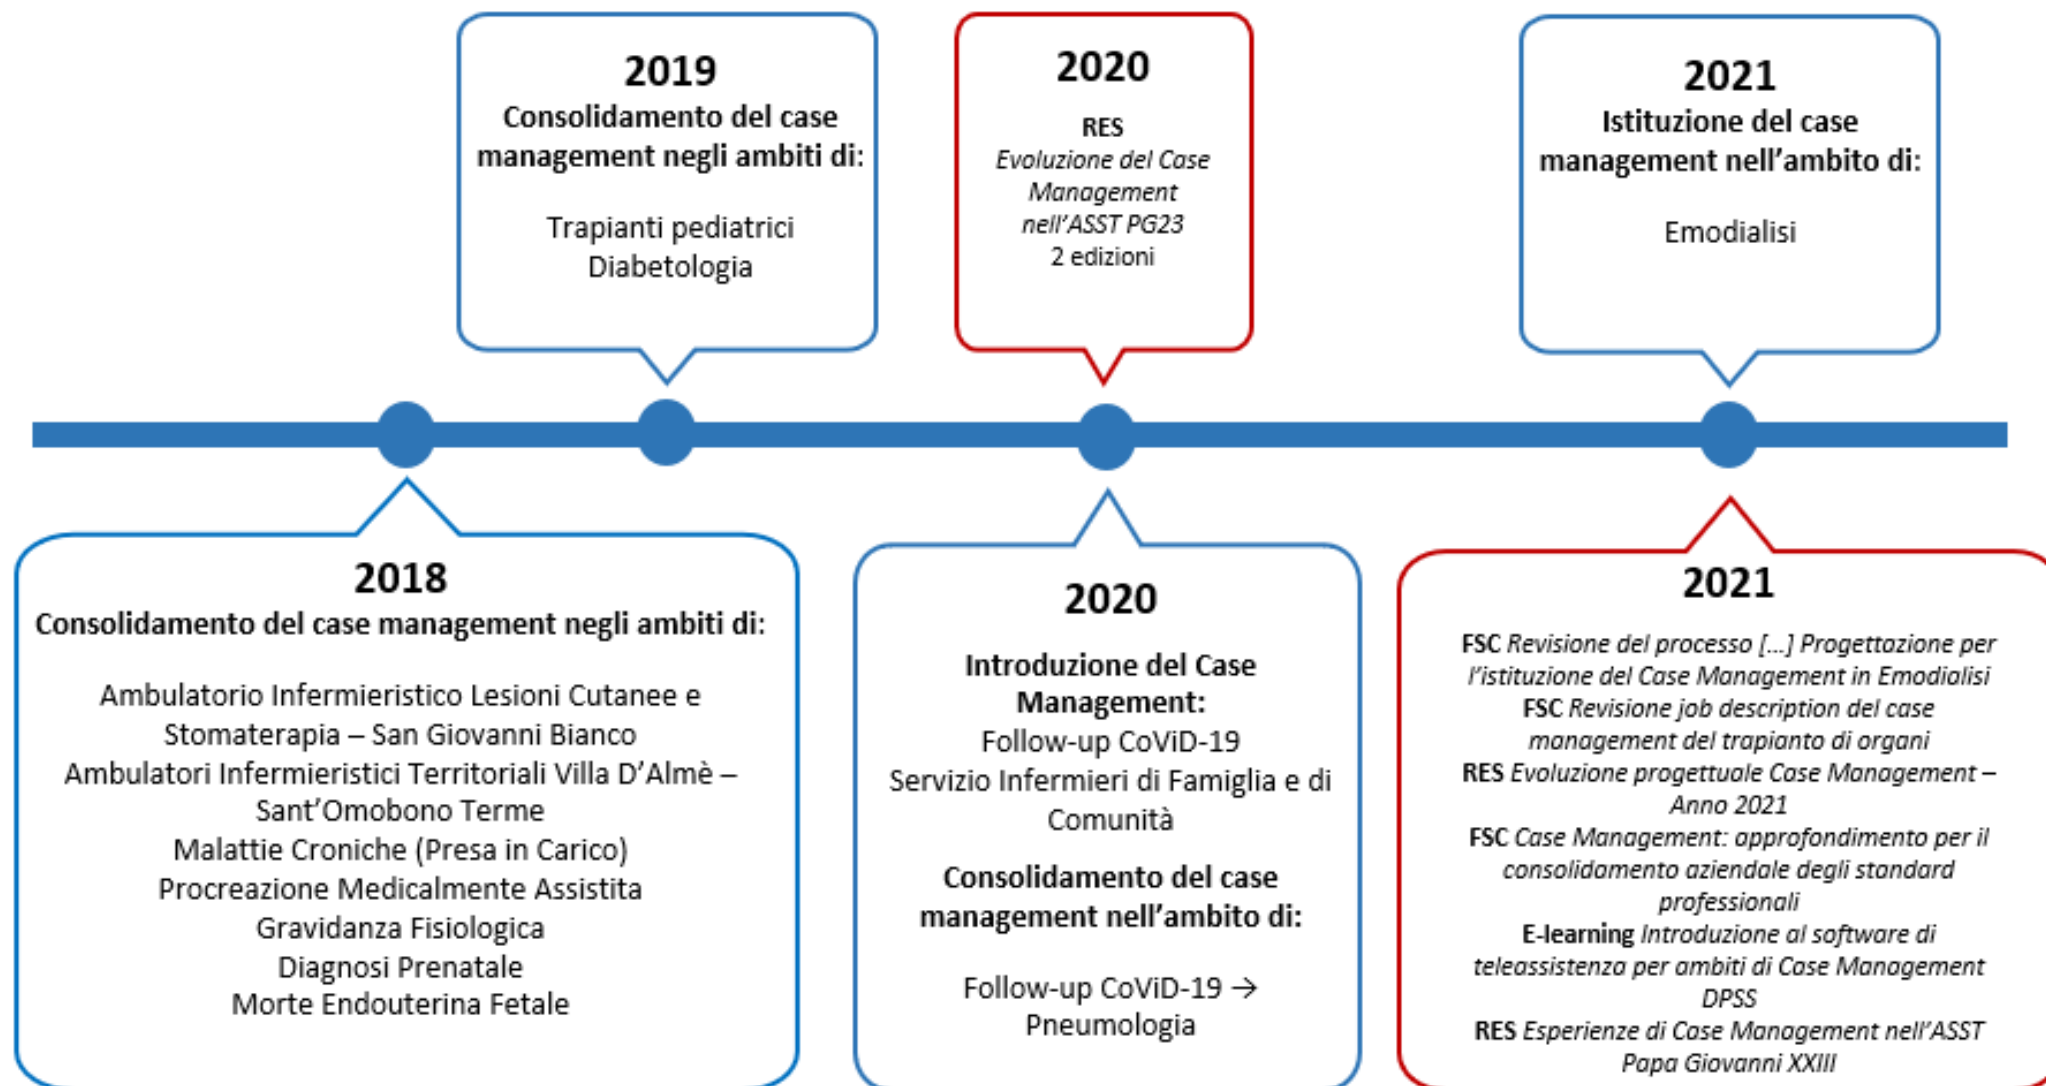 2019
Consolidamento del case
management negli ambiti di:
Trapianti pediatrici
Diabetologia
2020
RES
Evoluzione del Case
Management
nell'ASST PG23
2 edizioni
2021
Istituzione del case
management nell'ambito di:
Emodialisi
2018
Consolidamento del case management negli ambiti di:
Ambulatorio Infermieristico Lesioni Cutanee e
Stomaterapia – San Giovanni Bianco
Ambulatori Infermieristici Territoriali Villa D'Almè –
Sant'Omobono Terme
Malattie Croniche (Presa in Carico)
Procreazione Medicalmente Assistita
Gravidanza Fisiologica
Diagnosi Prenatale
Morte Endouterina Fetale
2020
Introduzione del Case
Management:
Follow-up CoViD-19
Servizio Infermieri di Famiglia e di
Comunità
Consolidamento del case
management nell'ambito di:
Follow-up CoViD-19 →
Pneumologia
2021
FSC Revisione del processo [...] Progettazione per
l'istituzione del Case Management in Emodialisi
FSC Revisione job description del case
management del trapianto di organi
RES Evoluzione progettuale Case Management –
Anno 2021
FSC Case Management: approfondimento per il
consolidamento aziendale degli standard
professionali
E-learning Introduzione al software di
teleassistenza per ambiti di Case Management
DPSS
RES Esperienze di Case Management nell'ASST
Papa Giovanni XXIII